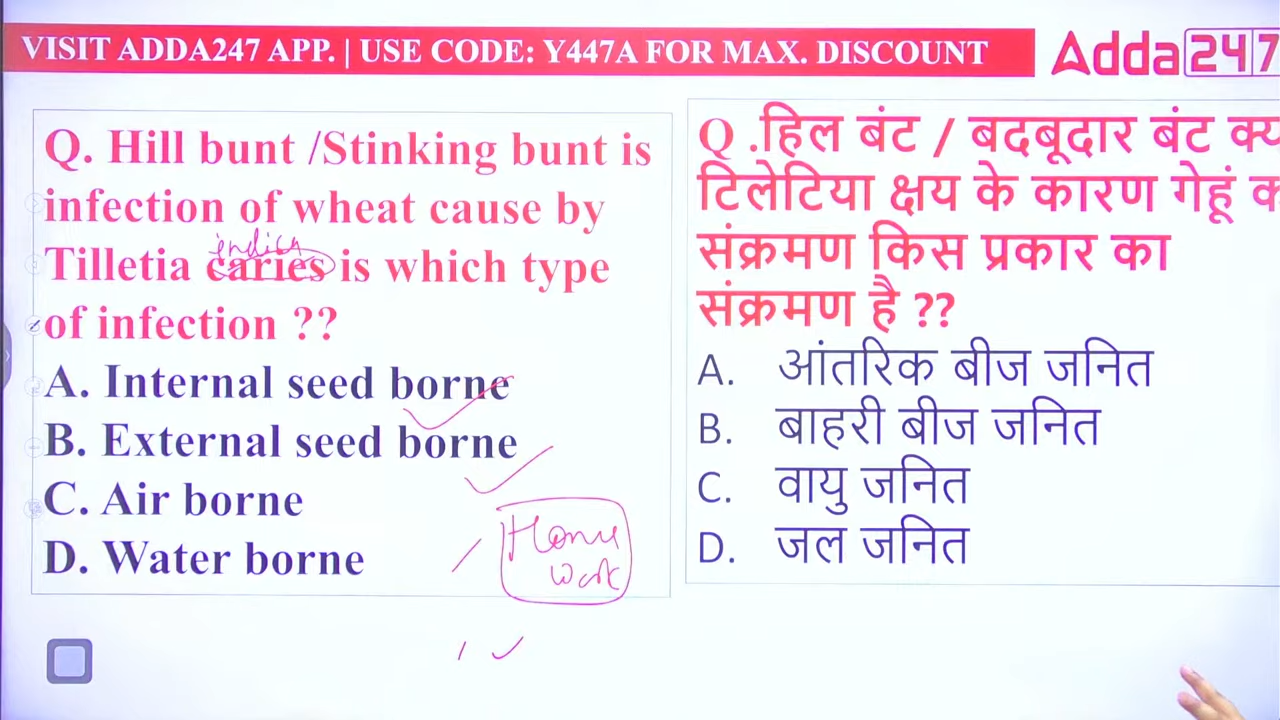 VISIT ADDA247 APP. | USE CODE: Y447A FOR MAX. DISCOUNT
Adda247
Q. Hill bunt /Stinking bunt is
infection of wheat cause by
indica
Tilletia caries is which type
of infection ??
A. Internal seed borne
B. External seed borne
C. Air borne
D. Water borne
Home
work
Q .हिल बंट / बदबूदार बंट
टिलेटिया क्षय के कारण गेहूं
संक्रमण किस प्रकार का
संक्रमण है ??
A. आंतरिक बीज जनित
B. बाहरी बीज जनित
C. वायु जनित
D. जल जनित